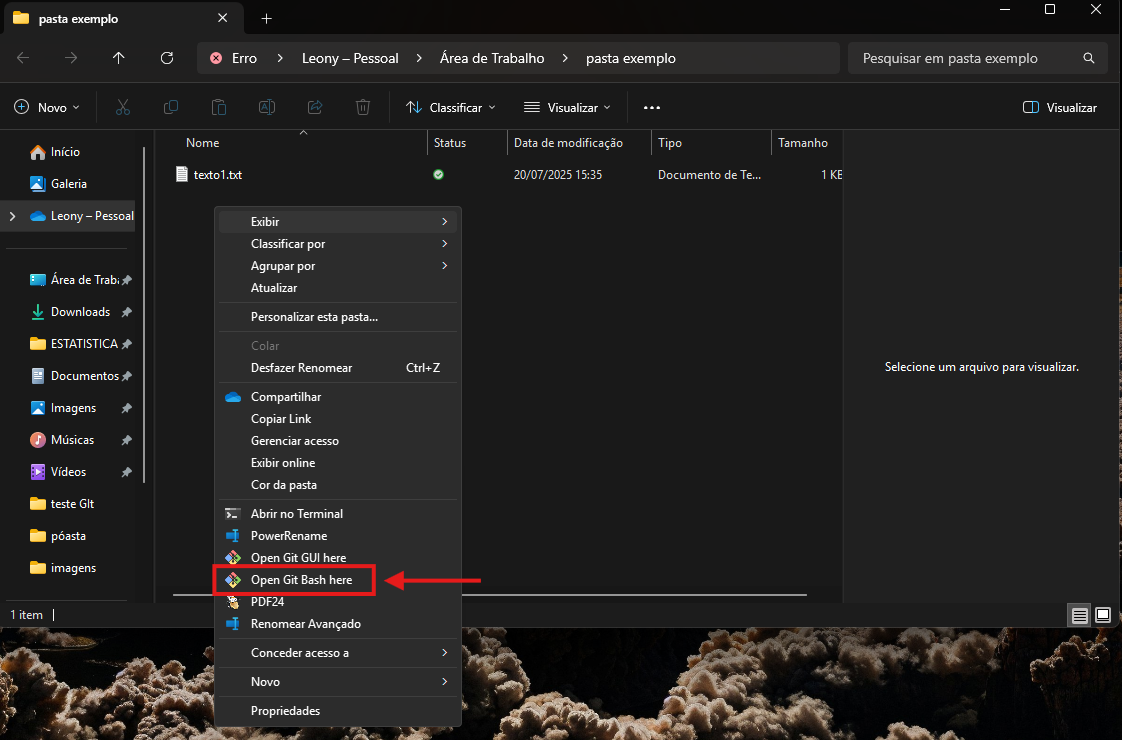 pasta exemplo
Erro > Leony – Pessoal > Área de Trabalho > pasta exemplo
Pesquisar em pasta exemplo
Novo
Classificar
Visualizar
Visualizar
Início
Galeria
Leony – Pessoal
Área de Trab
Downloads
ESTATISTICA
Documentos
Imagens
Músicas
Vídeos
teste GIt
póasta
imagens
Nome Status Data de modificação Tipo Tamanho
texto1.txt 20/07/2025 15:35 Documento de Te... 1 KB
Exibir
Classificar por
Agrupar por
Atualizar
Personalizar esta pasta...
Colar
Desfazer Renomear Ctrl+Z
Compartilhar
Copiar Link
Gerenciar acesso
Exibir online
Cor da pasta
Abrir no Terminal
PowerRename
Open Git GUI here
Open Git Bash here
PDF24
Renomear Avançado
Conceder acesso a
Novo
Propriedades
Selecione um arquivo para visualizar.
1 item